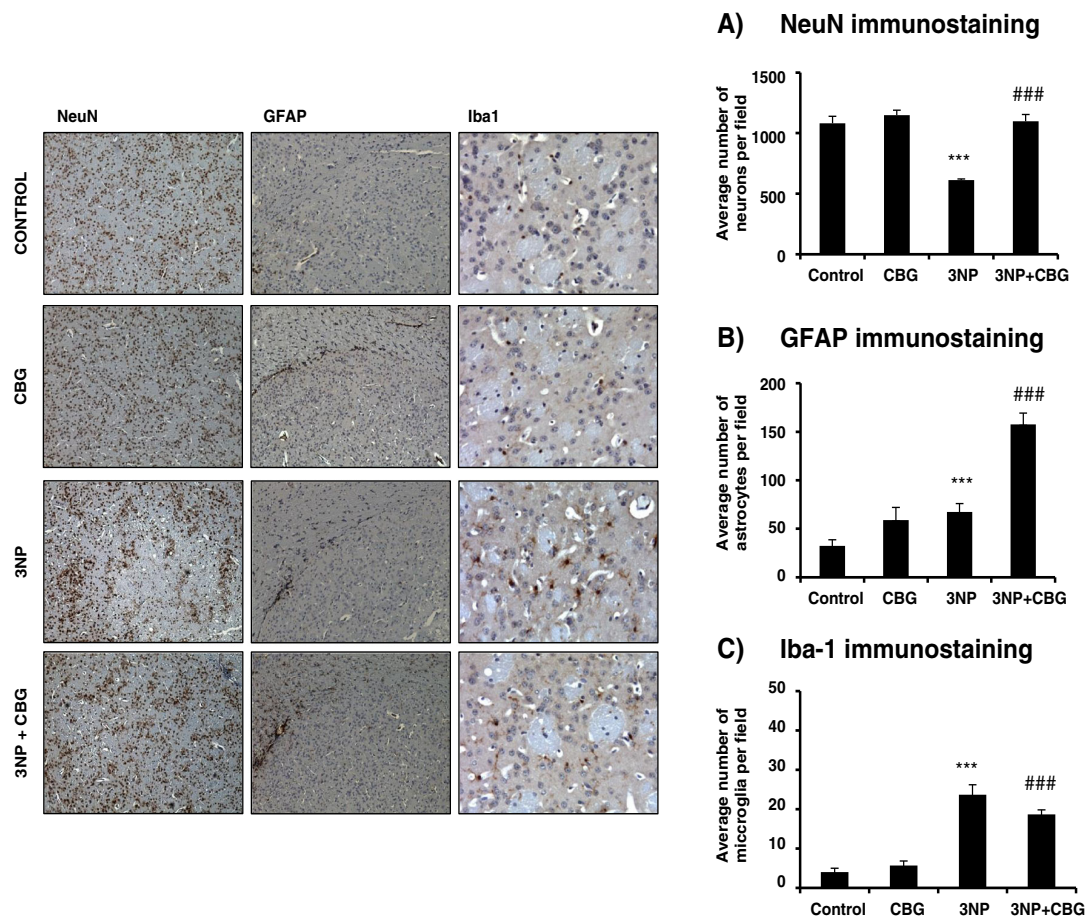 NeuN GFAP Iba1
CONTROL
CBG
3NP
3NP + CBG
A) NeuN immunostaining
Average number of
neurons per field
1500
1000
500
0
***
###
Control CBG 3NP 3NP+CBG
B) GFAP immunostaining
Average number of
astrocytes per field
200
150
100
50
0
***
###
Control CBG 3NP 3NP+CBG
C) Iba-1 immunostaining
Average number of
miccroglia per field
50
40
30
20
10
0
***
###
Control CBG 3NP 3NP+CBG